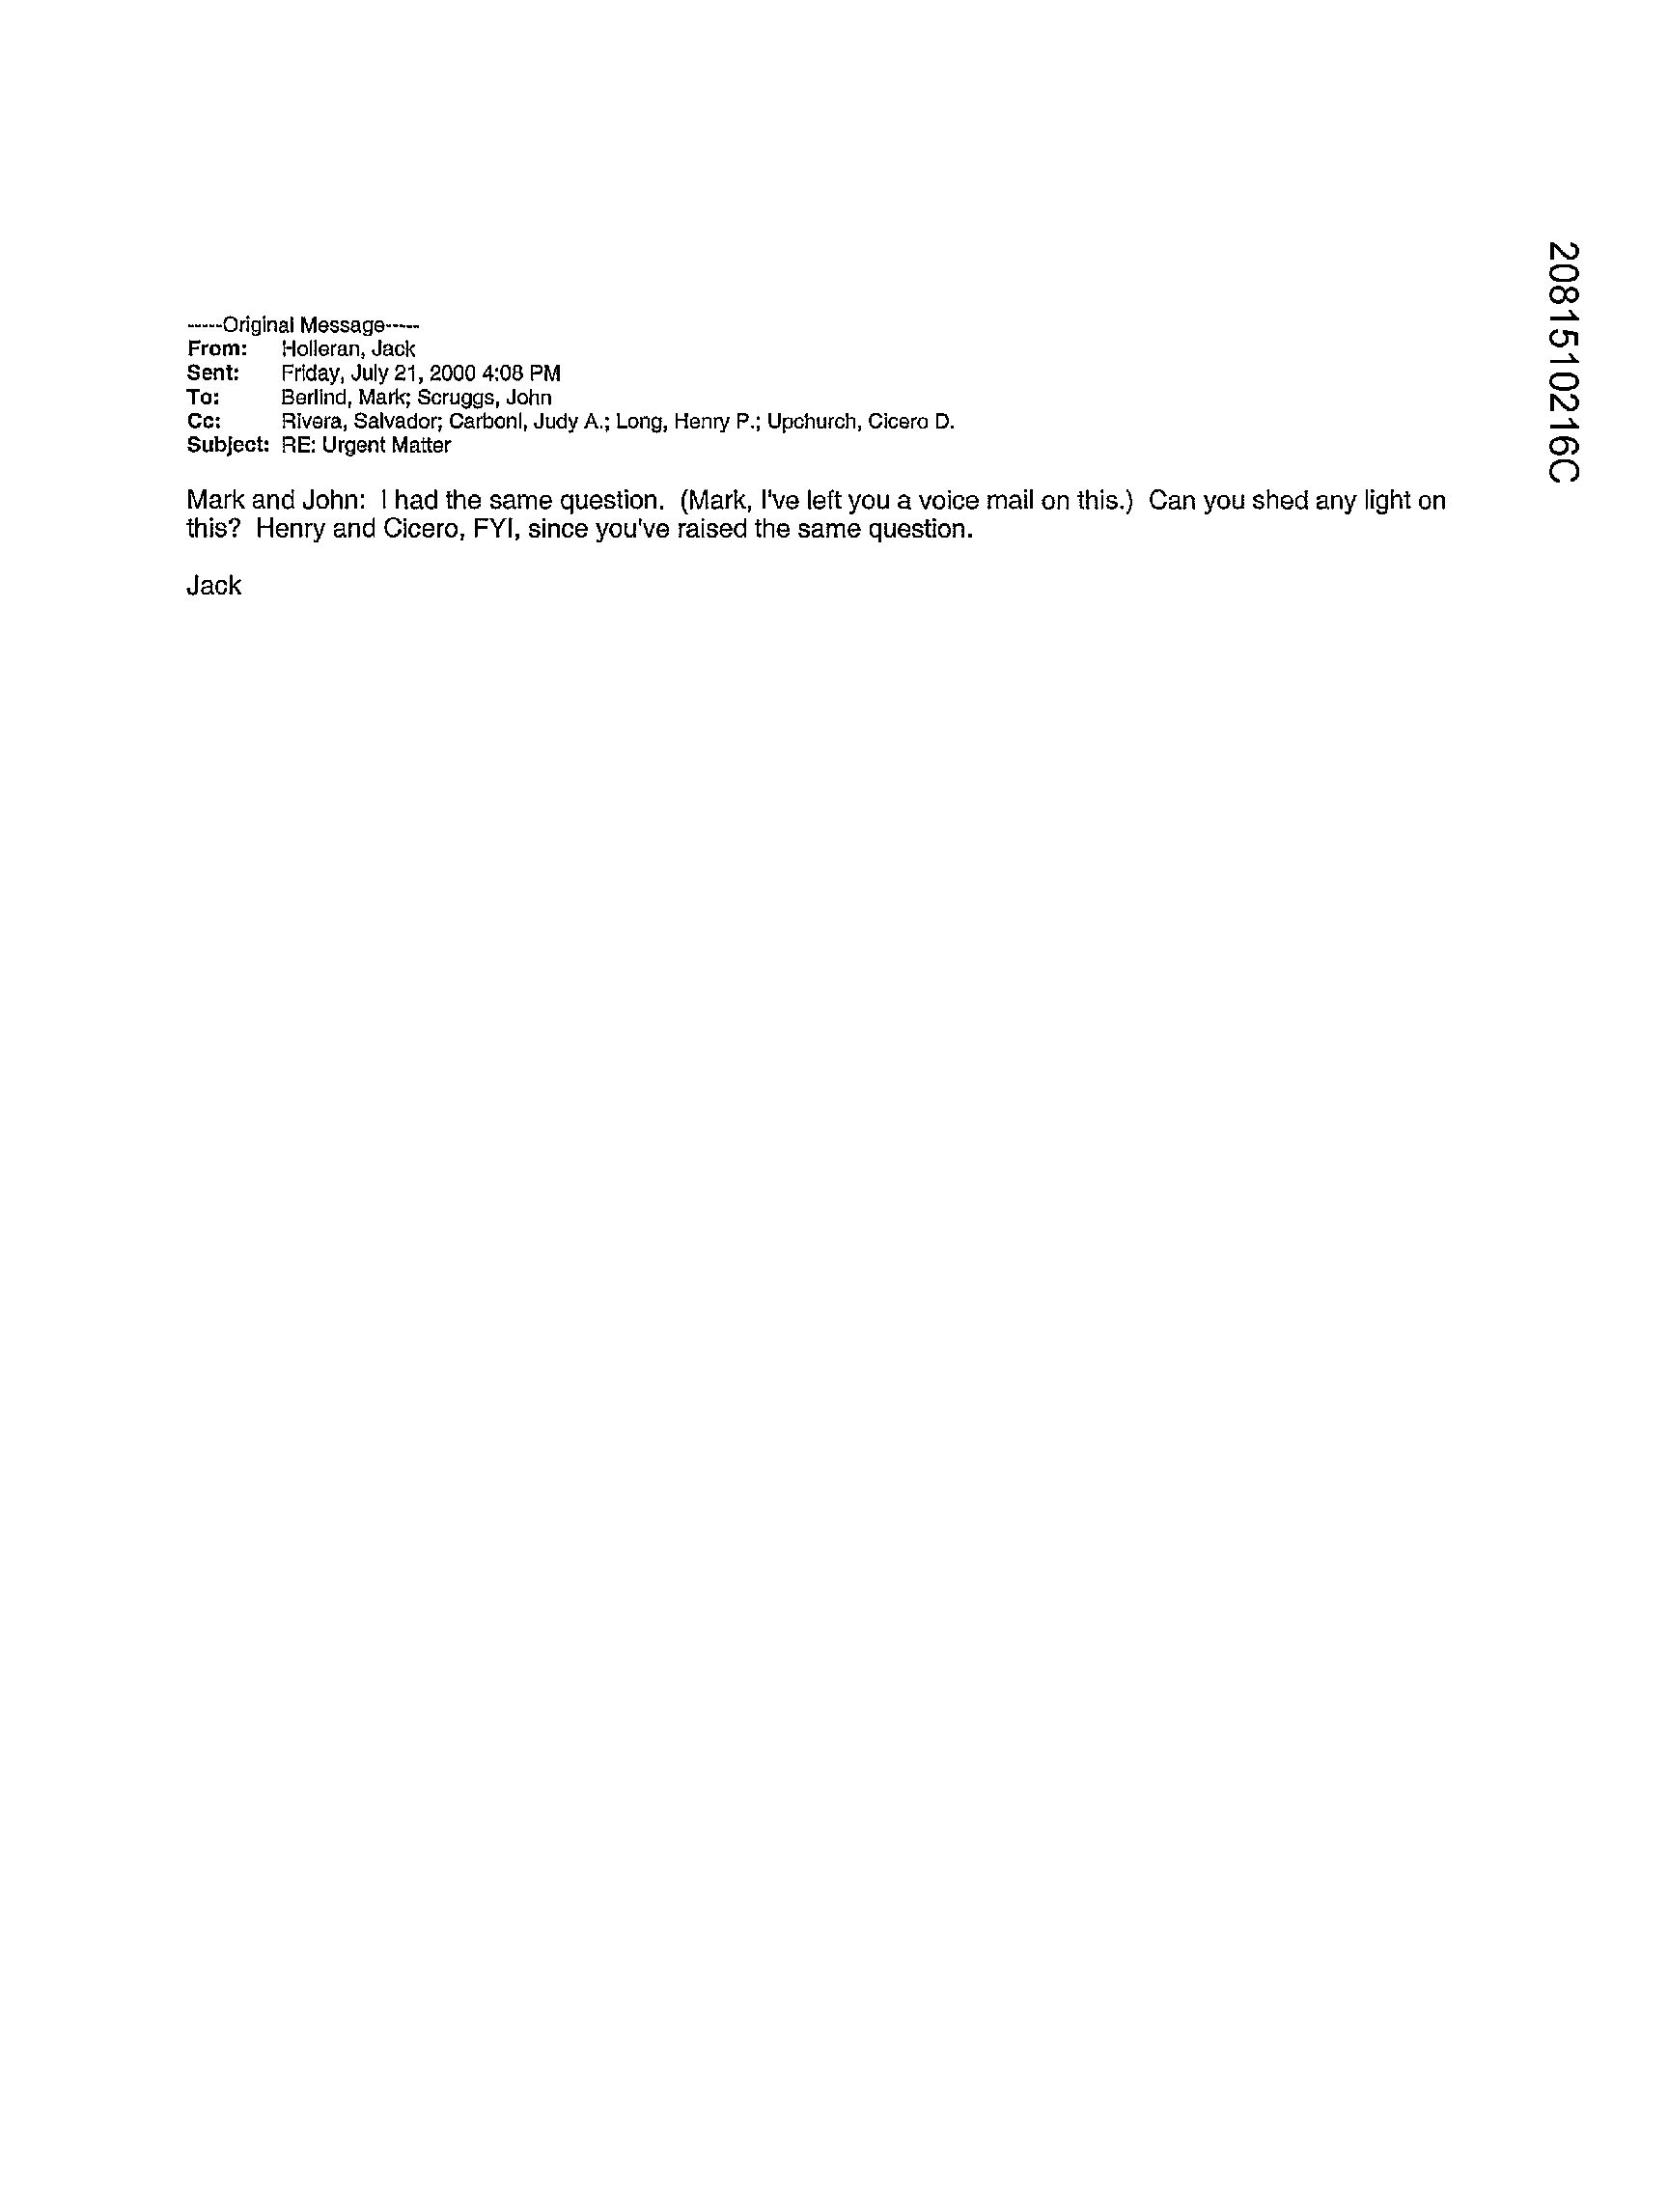 -----Original Message-----
From: Holleran, Jack
Sent: Friday, July 21, 2000 4:08 PM
To: Berlind, Mark; Scruggs, John
Cc: Rivera, Salvador; Carboni, Judy A.; Long, Henry P.; Upchurch, Cicero D.
Subject: RE: Urgent Matter
Mark and John: I had the same question. (Mark, I've left you a voice mail on this.) Can you shed any light on
this? Henry and Cicero, FYI, since you've raised the same question.
Jack
2081510216C